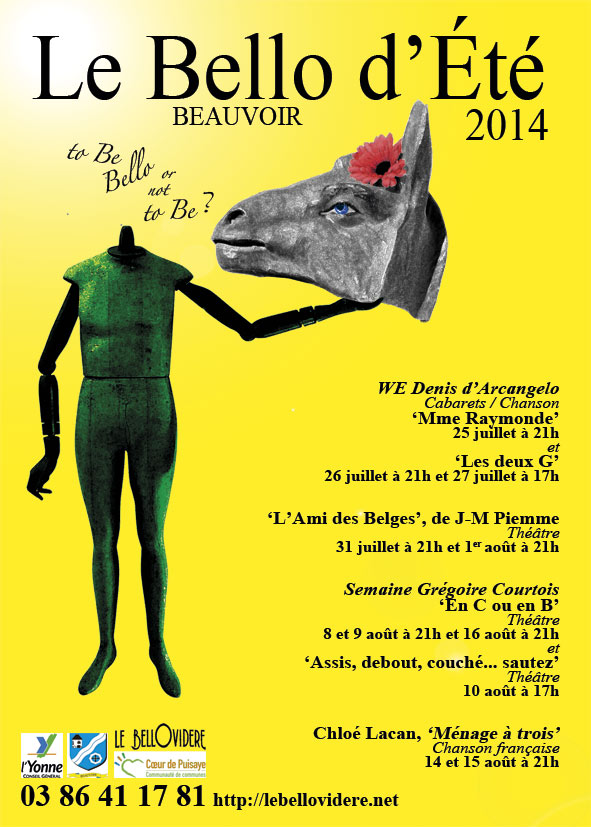 Le Bello d'Été
BEAUVOIR
2014
to Be
Bello or
not
to Be?
WE Denis d'Arcangelo
Cabarets / Chanson
‘Mme Raymonde’
25 juillet à 21h
et
‘Les deux G’
26 juillet à 21h et 27 juillet à 17h
‘L’Ami des Belges’, de J-M Piemme
Théâtre
31 juillet à 21h et 1er août à 21h
Semaine Grégoire Courtois
‘En C ou en B’
Théâtre
8 et 9 août à 21h et 16 août à 21h
et
‘Assis, debout, couché... sautez’
Théâtre
10 août à 17h
Chloé Lacan, ‘Ménage à trois’
Chanson française
14 et 15 août à 21h
l'Yonne
CONSEIL GÉNÉRAL
LE BELLOVIDERE
Cœur de Puisaye
Communauté de communes
03 86 41 17 81 http://lebellovidere.net